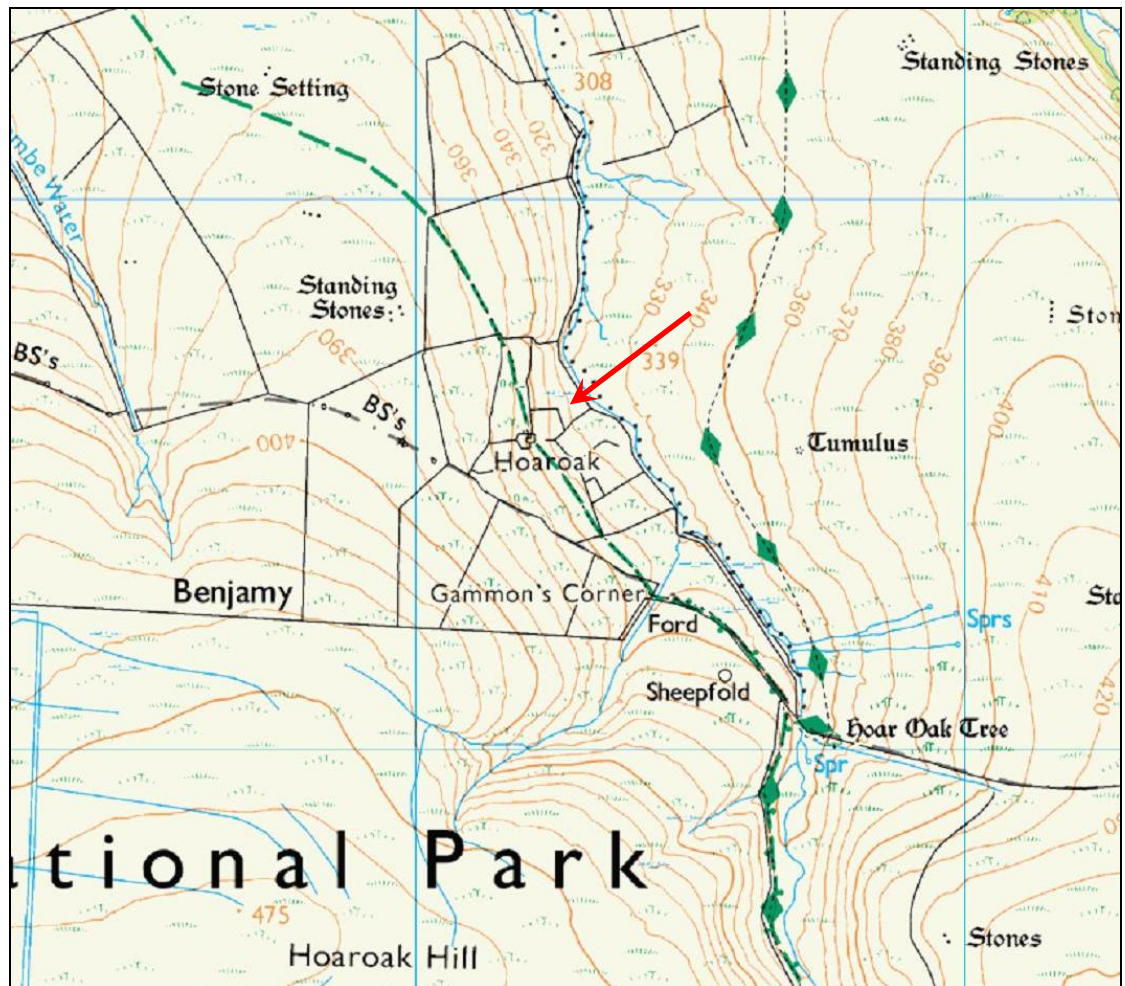 308
Standing Stones
Stone Setting
360
340
320
mbe Water
Standing
Stones
330
340
360
370
380
390
Ston
BS's
390
339
BS's
400
400
Tumulus
Hoaroak
Benjamy
Gammon's Corner
410
Sta
Ford
Sprs
Sheepfold
420
Hoar Oak Tree
Spr
ational Park
475
Hoaroak Hill
Stones